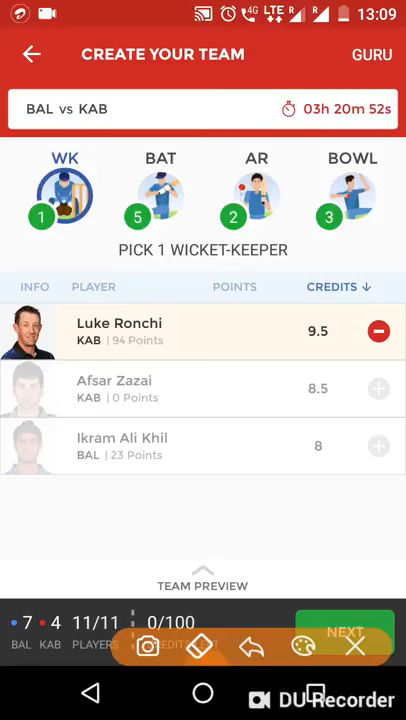 4G LTE R R 13:09
CREATE YOUR TEAM GURU
BAL vs KAB 03h 20m 52s
WK BAT AR BOWL
1 5 2 3
PICK 1 WICKET-KEEPER
INFO PLAYER POINTS CREDITS ↓
Luke Ronchi
KAB | 94 Points
9.5
Afsar Zazai
KAB | 0 Points
8.5
Ikram Ali Khil
BAL | 23 Points
8
TEAM PREVIEW
7 4 11/11 0/100
BAL KAB PLAYERS CREDITS LEFT
NEXT
DU Recorder